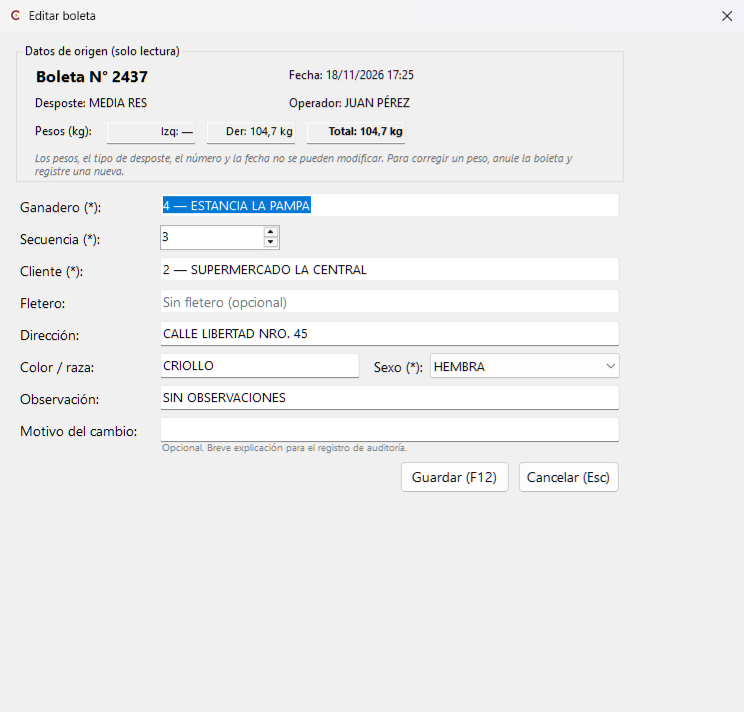 Editar boleta
Datos de origen (solo lectura)
Boleta N° 2437
Fecha: 18/11/2026 17:25
Desposte: MEDIA RES
Operador: JUAN PÉREZ
Pesos (kg): Izq: — Der: 104,7 kg Total: 104,7 kg
Los pesos, el tipo de desposte, el número y la fecha no se pueden modificar. Para corregir un peso, anule la boleta y
registre una nueva.
Ganadero (*): 4 — ESTANCIA LA PAMPA
Secuencia (*): 3
Cliente (*): 2 — SUPERMERCADO LA CENTRAL
Fletero: Sin fletero (opcional)
Dirección: CALLE LIBERTAD NRO. 45
Color / raza: CRIOLLO Sexo (*): HEMBRA
Observación: SIN OBSERVACIONES
Motivo del cambio:
Opcional. Breve explicación para el registro de auditoría.
Guardar (F12) Cancelar (Esc)